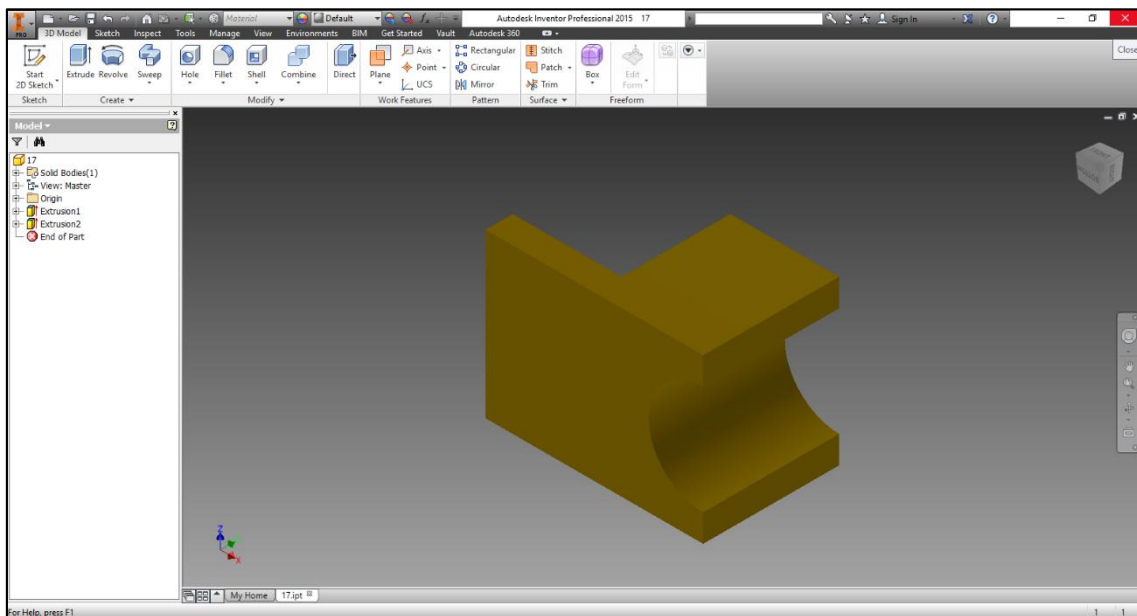 Material Default Autodesk Inventor Professional 2015 17 Sign In
PRO 3D Model Sketch Inspect Tools Manage View Environments BIM Get Started Vault Autodesk 360
Start 2D Sketch Extrude Revolve Sweep Hole Fillet Shell Combine Direct Plane Axis Point UCS Rectangular Circular Mirror Stitch Patch Trim Box Edit Form Close
Sketch Create Modify Work Features Pattern Surface Freeform
Model
17
Solid Bodies(1)
View: Master
Origin
Extrusion1
Extrusion2
End of Part
Z
X
My Home 17.ipt
For Help, press F1 1 1